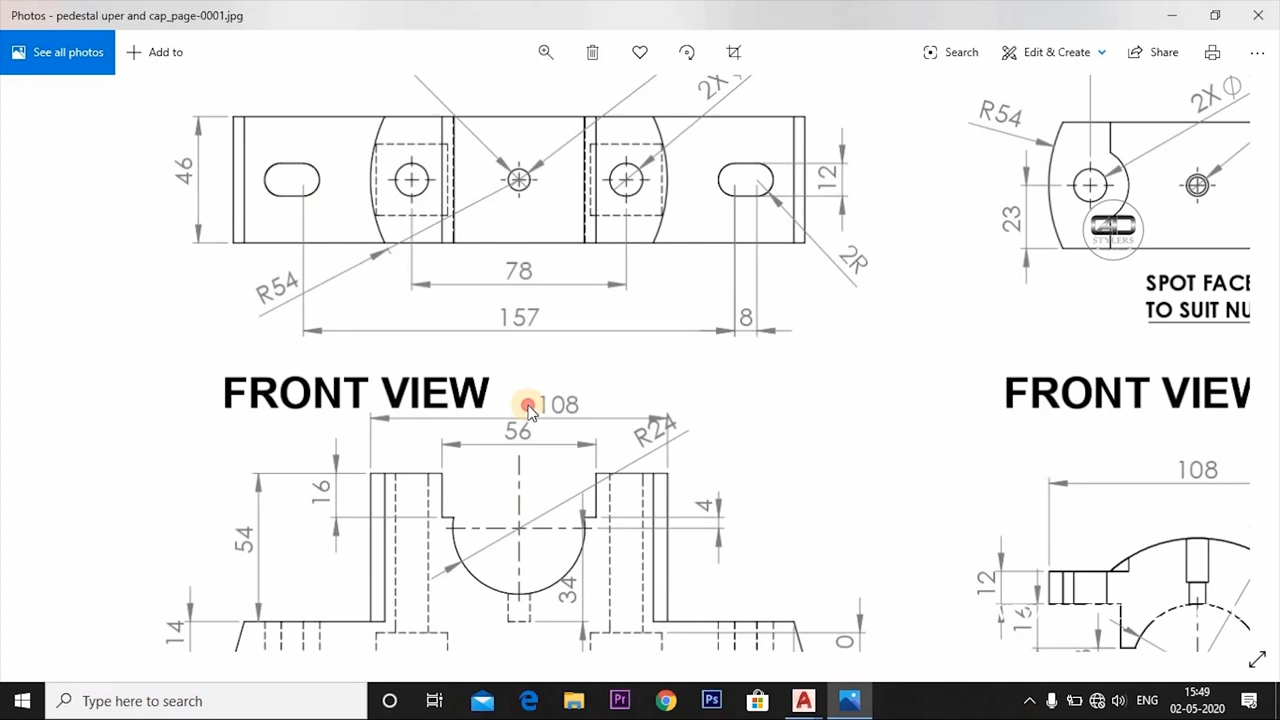 Photos - pedestal uper and cap_page-0001.jpg
See all photos
Add to
Search
Edit & Create
Share
2X
2X Φ
R54
46
12
23
STYLERS
2R
R54
78
157
8
SPOT FACE
TO SUIT NU
FRONT VIEW
FRONT VIEW
108
56
R24
108
16
4
54
34
12
14
0
Type here to search
Pr
Ps
ENG
15:49
02-05-2020